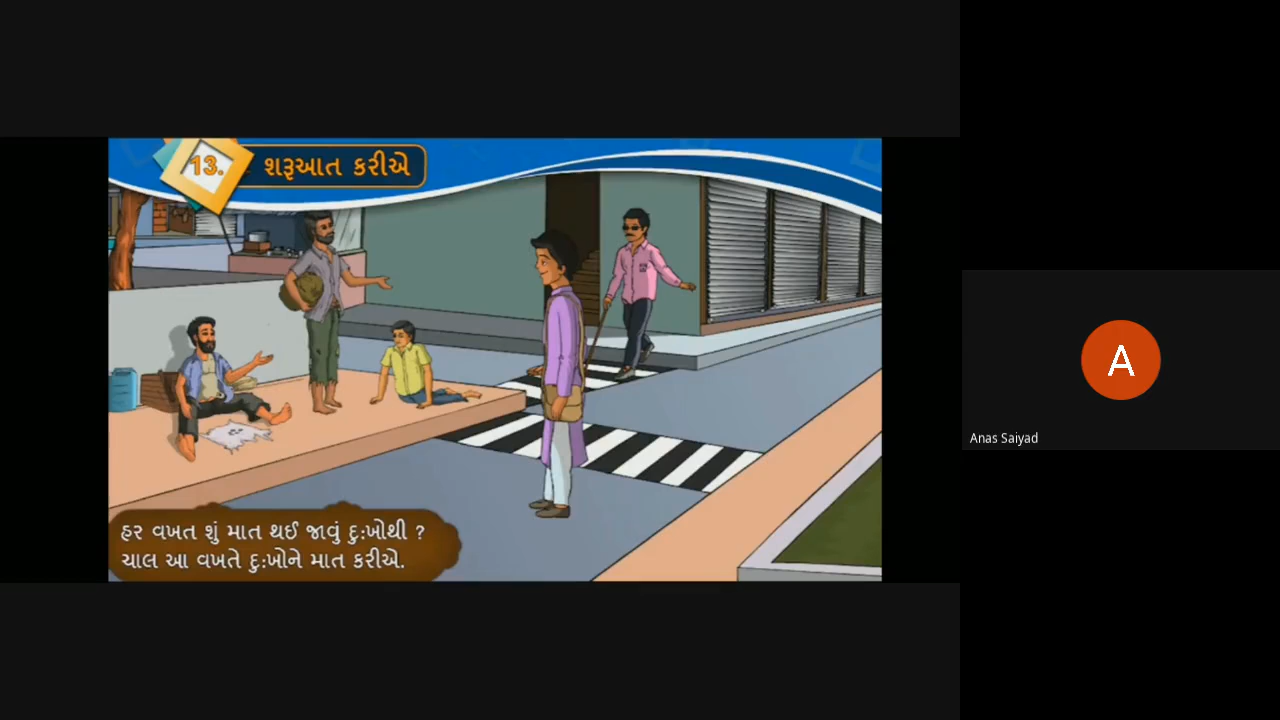 13. શરૂઆત કરીએ
હર વખત શું માત થઈ જાવું દુ:ખોથી ?
ચાલ આ વખતે દુ:ખોને માત કરીએ.
A
Anas Saiyad